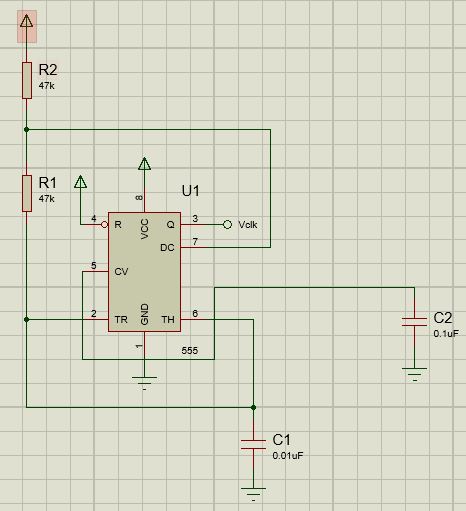 R2
47k
R1
47k
U1
8
VCC
4
R
Q
3
Vclk
DC
7
5
CV
2
TR
GND
TH
6
1
555
C2
0.1uF
C1
0.01uF